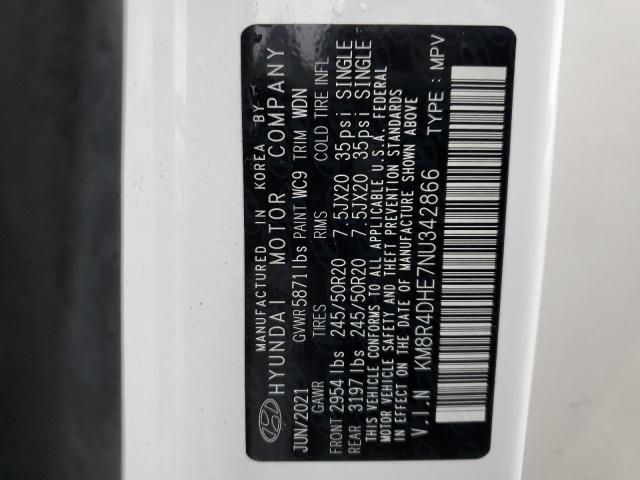 MANUFACTURED IN KOREA BY
HYUNDAI MOTOR COMPANY
JUN/2021 GVWR 5871 lbs PAINT WC9 TRIM WDN
GAWR TIRES RIMS COLD TIRE INFL
FRONT 2954 lbs 245/50R20 7.5JX20 35psi SINGLE
REAR 3197 lbs 245/50R20 7.5JX20 35psi SINGLE
THIS VEHICLE CONFORMS TO ALL APPLICABLE U.S.A. FEDERAL
MOTOR VEHICLE SAFETY AND THEFT PREVENTION STANDARDS
IN EFFECT ON THE DATE OF MANUFACTURE SHOWN ABOVE
V.I.N KM8R4DHE7NU342866 TYPE : MPV